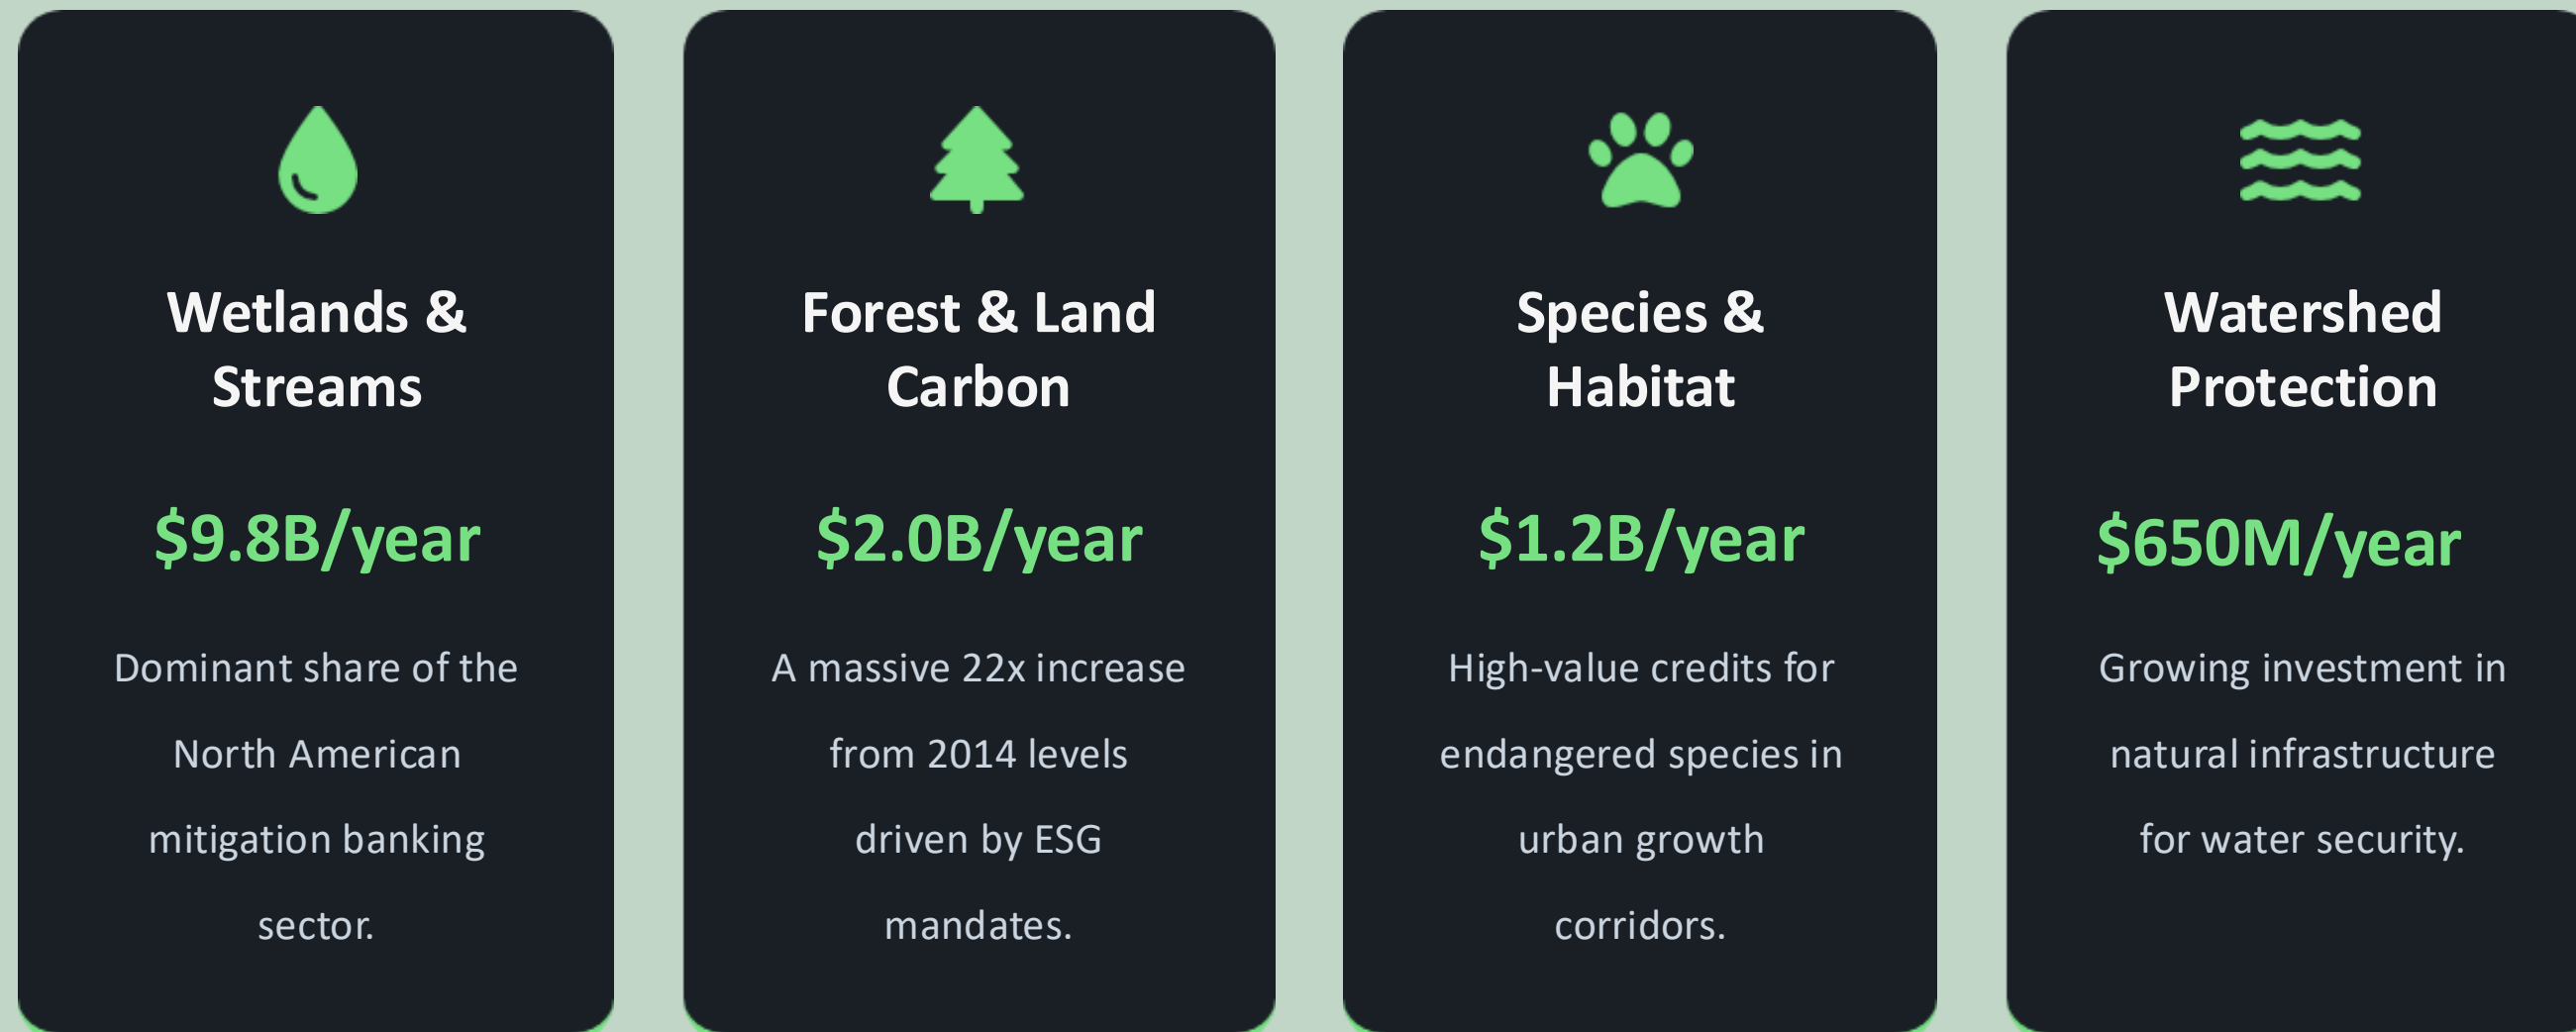 Wetlands &
Streams
$9.8B/year
Dominant share of the
North American
mitigation banking
sector.
Forest & Land
Carbon
$2.0B/year
A massive 22x increase
from 2014 levels
driven by ESG
mandates.
Species &
Habitat
$1.2B/year
High-value credits for
endangered species in
urban growth
corridors.
Watershed
Protection
$650M/year
Growing investment in
natural infrastructure
for water security.